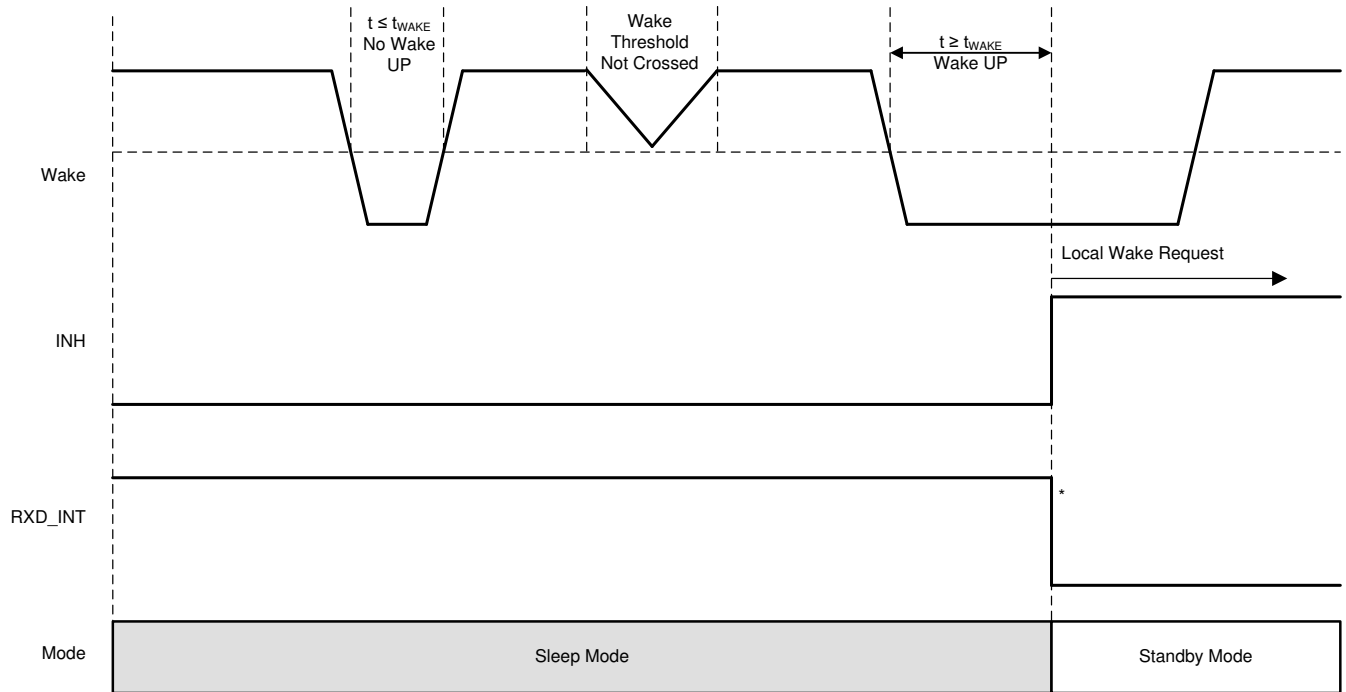 t ≤ tWAKE
No Wake
UP
Wake
Threshold
Not Crossed
t ≥ tWAKE
Wake UP
Wake
Local Wake Request
INH
*
RXD_INT
Mode
Sleep Mode
Standby Mode